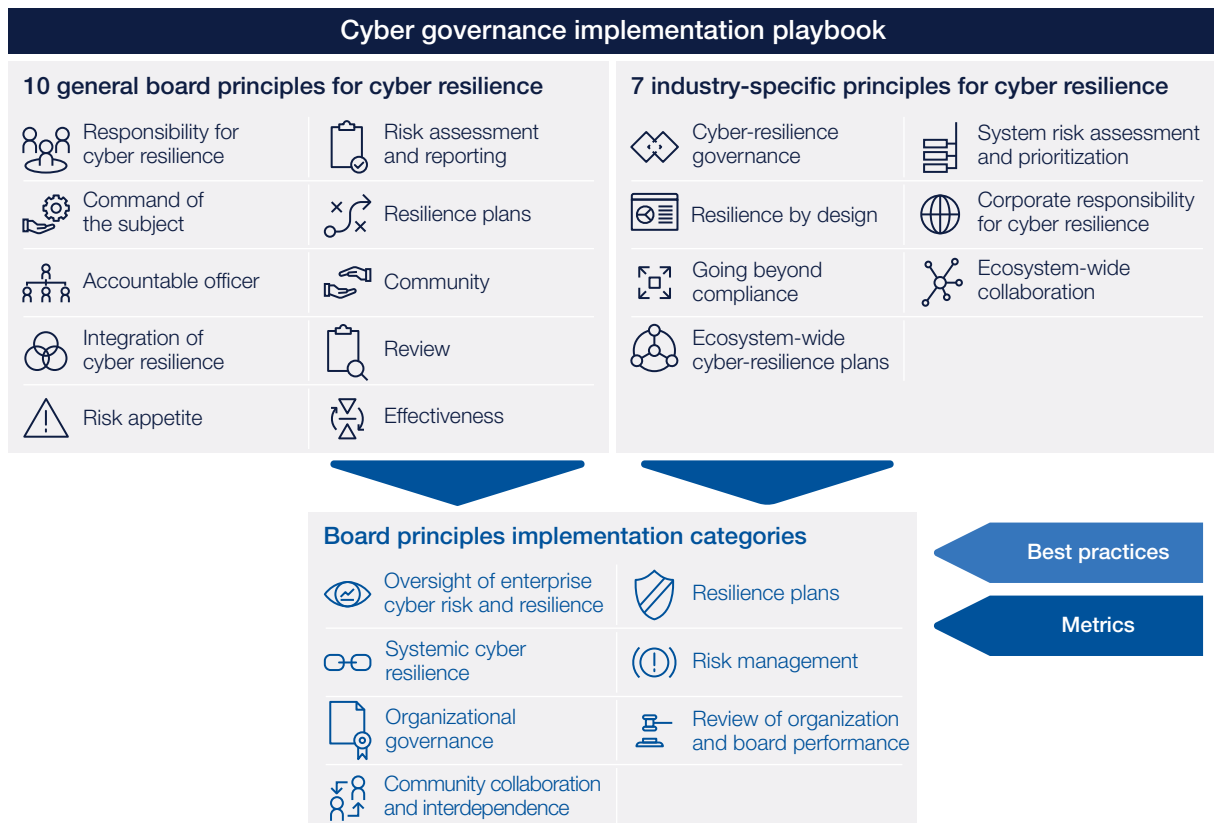 Cyber governance implementation playbook
10 general board principles for cyber resilience
Responsibility for
cyber resilience
Command of
the subject
Accountable officer
Integration of
cyber resilience
Risk appetite
Risk assessment
and reporting
Resilience plans
Community
Review
Effectiveness
7 industry-specific principles for cyber resilience
Cyber-resilience
governance
Resilience by design
Going beyond
compliance
Ecosystem-wide
cyber-resilience plans
System risk assessment
and prioritization
Corporate responsibility
for cyber resilience
Ecosystem-wide
collaboration
Board principles implementation categories
Oversight of enterprise
cyber risk and resilience
Systemic cyber
resilience
Organizational
governance
Community collaboration
and interdependence
Resilience plans
Risk management
Review of organization
and board performance
Best practices
Metrics